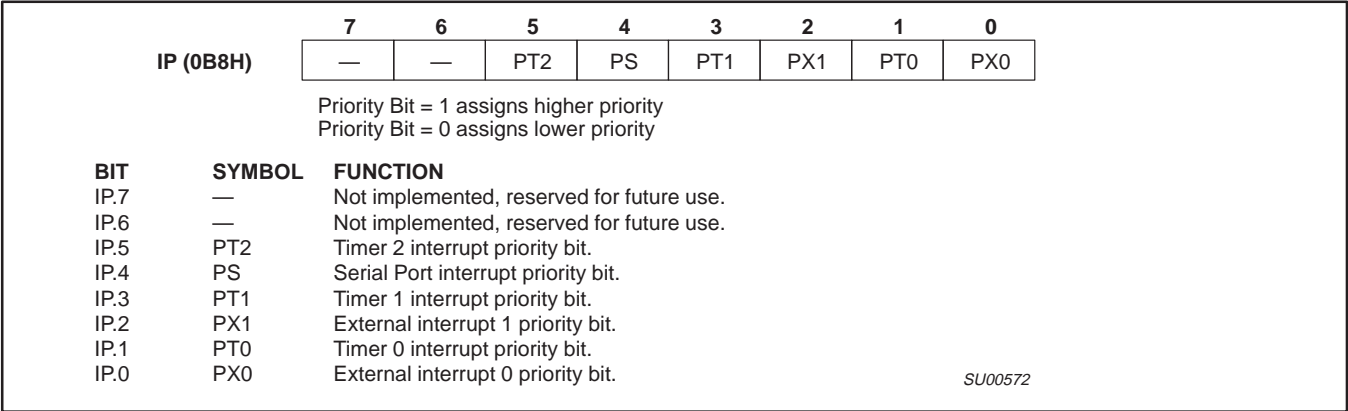 7 6 5 4 3 2 1 0
IP (0B8H) — — PT2 PS PT1 PX1 PT0 PX0
Priority Bit = 1 assigns higher priority
Priority Bit = 0 assigns lower priority
BIT SYMBOL FUNCTION
IP.7 — Not implemented, reserved for future use.
IP.6 — Not implemented, reserved for future use.
IP.5 PT2 Timer 2 interrupt priority bit.
IP.4 PS Serial Port interrupt priority bit.
IP.3 PT1 Timer 1 interrupt priority bit.
IP.2 PX1 External interrupt 1 priority bit.
IP.1 PT0 Timer 0 interrupt priority bit.
IP.0 PX0 External interrupt 0 priority bit.
SU00572